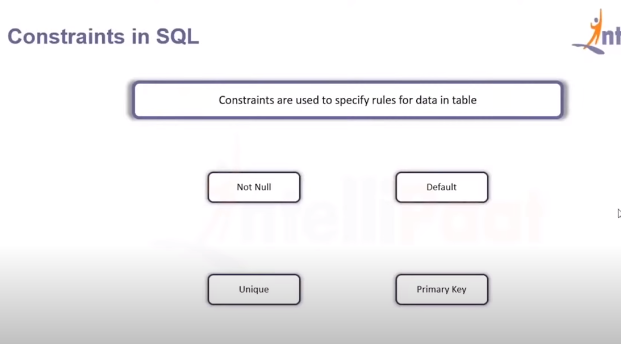 Constraints in SQL
Constraints are used to specify rules for data in table
Not Null
Default
Unique
Primary Key